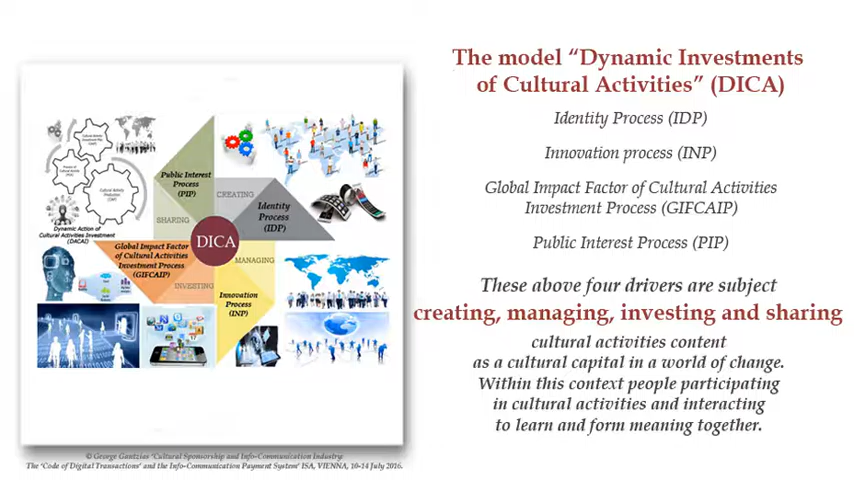 The model “Dynamic Investments
of Cultural Activities” (DICA)
Identity Process (IDP)
Innovation process (INP)
Global Impact Factor of Cultural Activities
Investment Process (GIFCAIP)
Public Interest Process (PIP)
These above four drivers are subject
creating, managing, investing and sharing
cultural activities content
as a cultural capital in a world of change.
Within this context people participating
in cultural activities and interacting
to learn and form meaning together.
Public Interest
Process
(PIP)
CREATING
Identity
Process
(IDP)
SHARING
Dynamic Action of
Cultural Activities Investment
(DACAI)
DICA
Global Impact Factor
of Cultural Activities
Investment Process
(GIFCAIP)
MANAGING
INVESTING
Innovation
Process
(INP)
© George Gantzias ‘Cultural Sponsorship and Info-Communication Industry:
The ‘Code of Digital Transactions’ and the Info-Communication Payment System’ ISA, VIENNA, 10-14 July 2016.